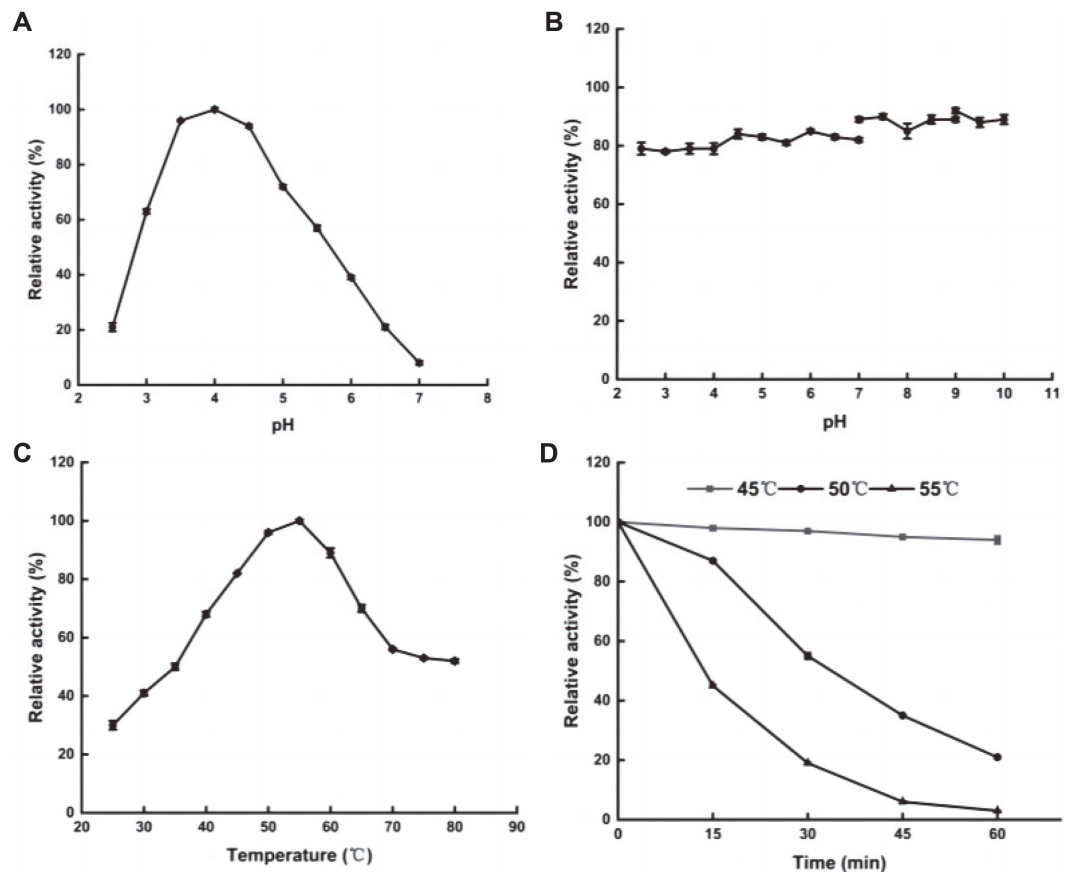 A
120
100
80
60
40
20
0
2 3 4 5 6 7 8
Relative activity (%)
pH
B
120
100
80
60
40
20
0
2 3 4 5 6 7 8 9 10 11
Relative activity (%)
pH
C
120
100
80
60
40
20
0
20 30 40 50 60 70 80 90
Relative activity (%)
Temperature (℃)
D
120
100
80
60
40
20
0
45℃ 50℃ 55℃
0 15 30 45 60
Relative activity (%)
Time (min)